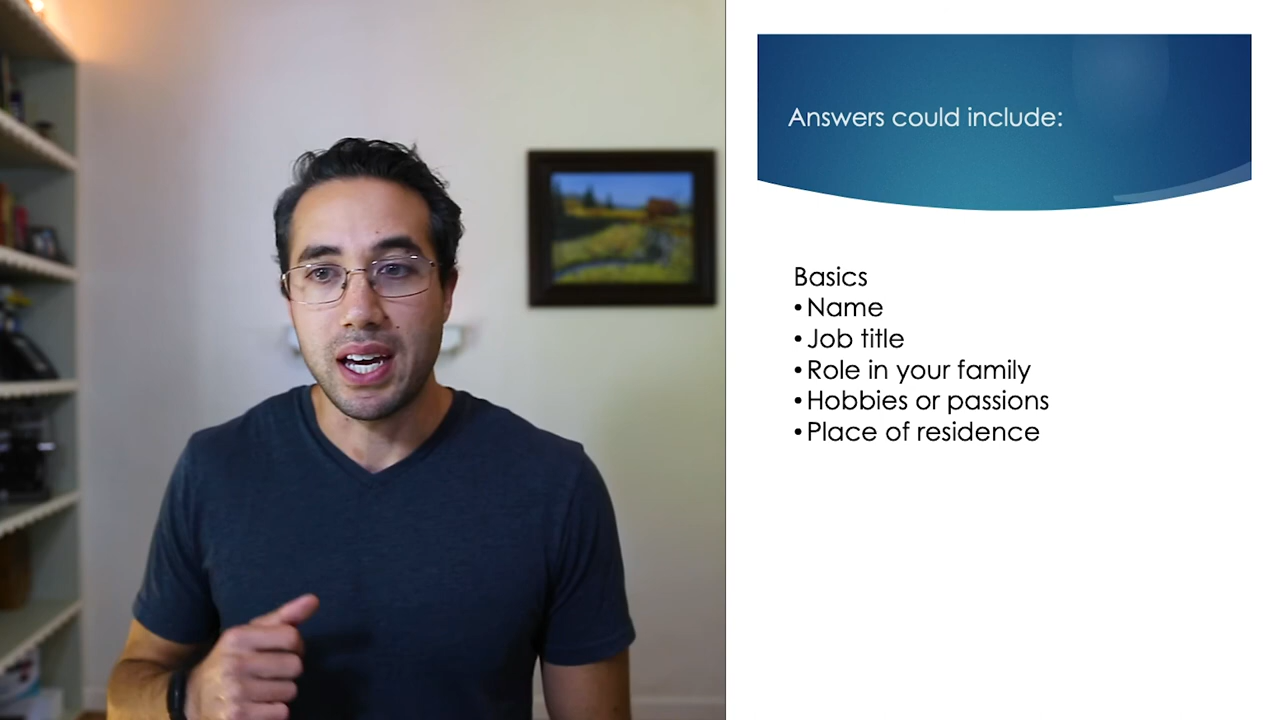 Answers could include:
Basics
• Name
• Job title
• Role in your family
• Hobbies or passions
• Place of residence